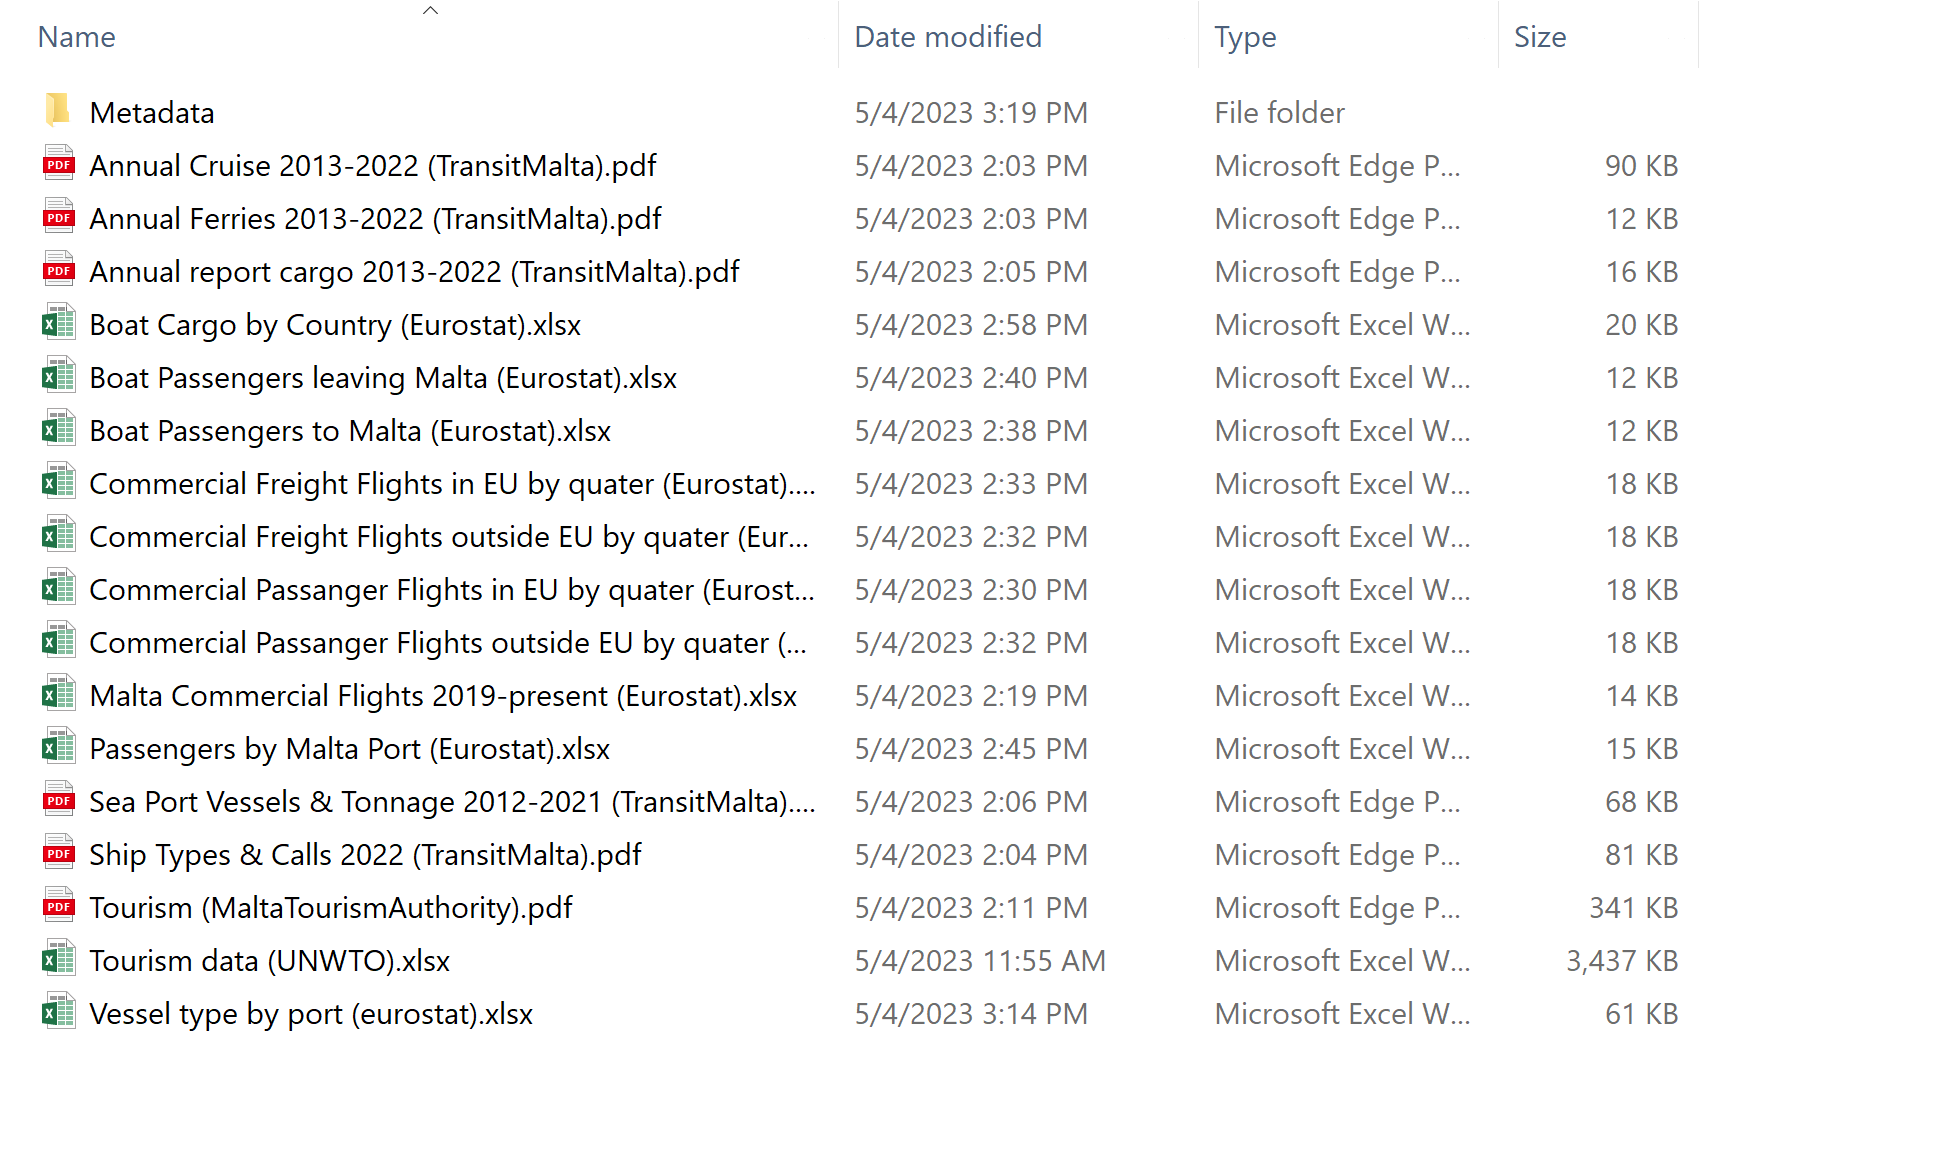 Name Date modified Type Size
Metadata 5/4/2023 3:19 PM File folder
PDF Annual Cruise 2013-2022 (TransitMalta).pdf 5/4/2023 2:03 PM Microsoft Edge P... 90 KB
PDF Annual Ferries 2013-2022 (TransitMalta).pdf 5/4/2023 2:03 PM Microsoft Edge P... 12 KB
PDF Annual report cargo 2013-2022 (TransitMalta).pdf 5/4/2023 2:05 PM Microsoft Edge P... 16 KB
X Boat Cargo by Country (Eurostat).xlsx 5/4/2023 2:58 PM Microsoft Excel W... 20 KB
X Boat Passengers leaving Malta (Eurostat).xlsx 5/4/2023 2:40 PM Microsoft Excel W... 12 KB
X Boat Passengers to Malta (Eurostat).xlsx 5/4/2023 2:38 PM Microsoft Excel W... 12 KB
X Commercial Freight Flights in EU by quater (Eurostat).... 5/4/2023 2:33 PM Microsoft Excel W... 18 KB
X Commercial Freight Flights outside EU by quater (Eur... 5/4/2023 2:32 PM Microsoft Excel W... 18 KB
X Commercial Passanger Flights in EU by quater (Eurost... 5/4/2023 2:30 PM Microsoft Excel W... 18 KB
X Commercial Passanger Flights outside EU by quater (... 5/4/2023 2:32 PM Microsoft Excel W... 18 KB
X Malta Commercial Flights 2019-present (Eurostat).xlsx 5/4/2023 2:19 PM Microsoft Excel W... 14 KB
X Passengers by Malta Port (Eurostat).xlsx 5/4/2023 2:45 PM Microsoft Excel W... 15 KB
PDF Sea Port Vessels & Tonnage 2012-2021 (TransitMalta).... 5/4/2023 2:06 PM Microsoft Edge P... 68 KB
PDF Ship Types & Calls 2022 (TransitMalta).pdf 5/4/2023 2:04 PM Microsoft Edge P... 81 KB
PDF Tourism (MaltaTourismAuthority).pdf 5/4/2023 2:11 PM Microsoft Edge P... 341 KB
X Tourism data (UNWTO).xlsx 5/4/2023 11:55 AM Microsoft Excel W... 3,437 KB
X Vessel type by port (eurostat).xlsx 5/4/2023 3:14 PM Microsoft Excel W... 61 KB